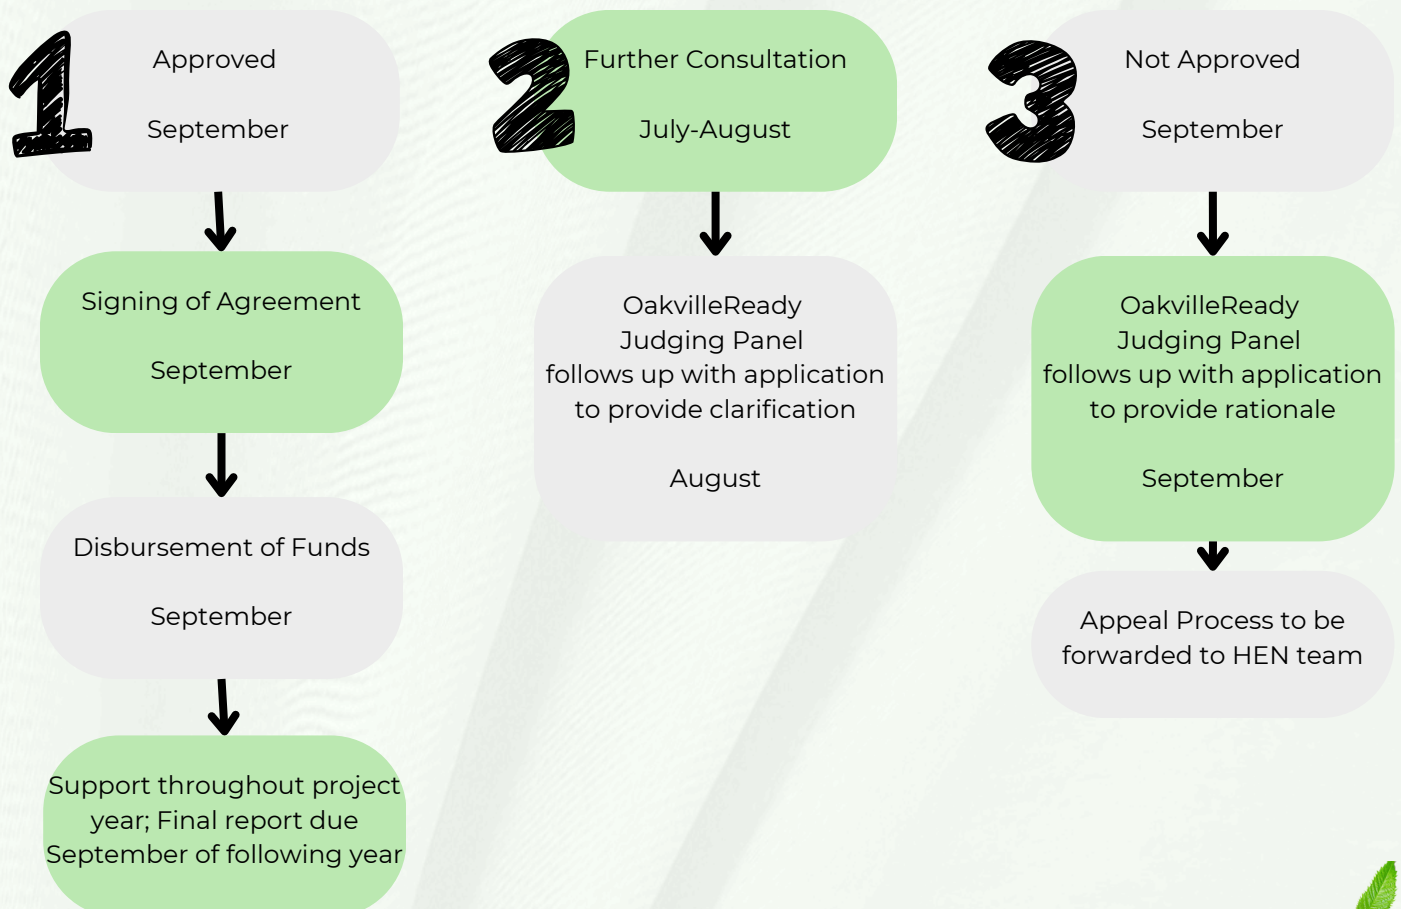 1
Approved
September
Signing of Agreement
September
Disbursement of Funds
September
Support throughout project
year; Final report due
September of following year
2
Further Consultation
July-August
OakvilleReady
Judging Panel
follows up with application
to provide clarification
August
3
Not Approved
September
OakvilleReady
Judging Panel
follows up with application
to provide rationale
September
Appeal Process to be
forwarded to HEN team